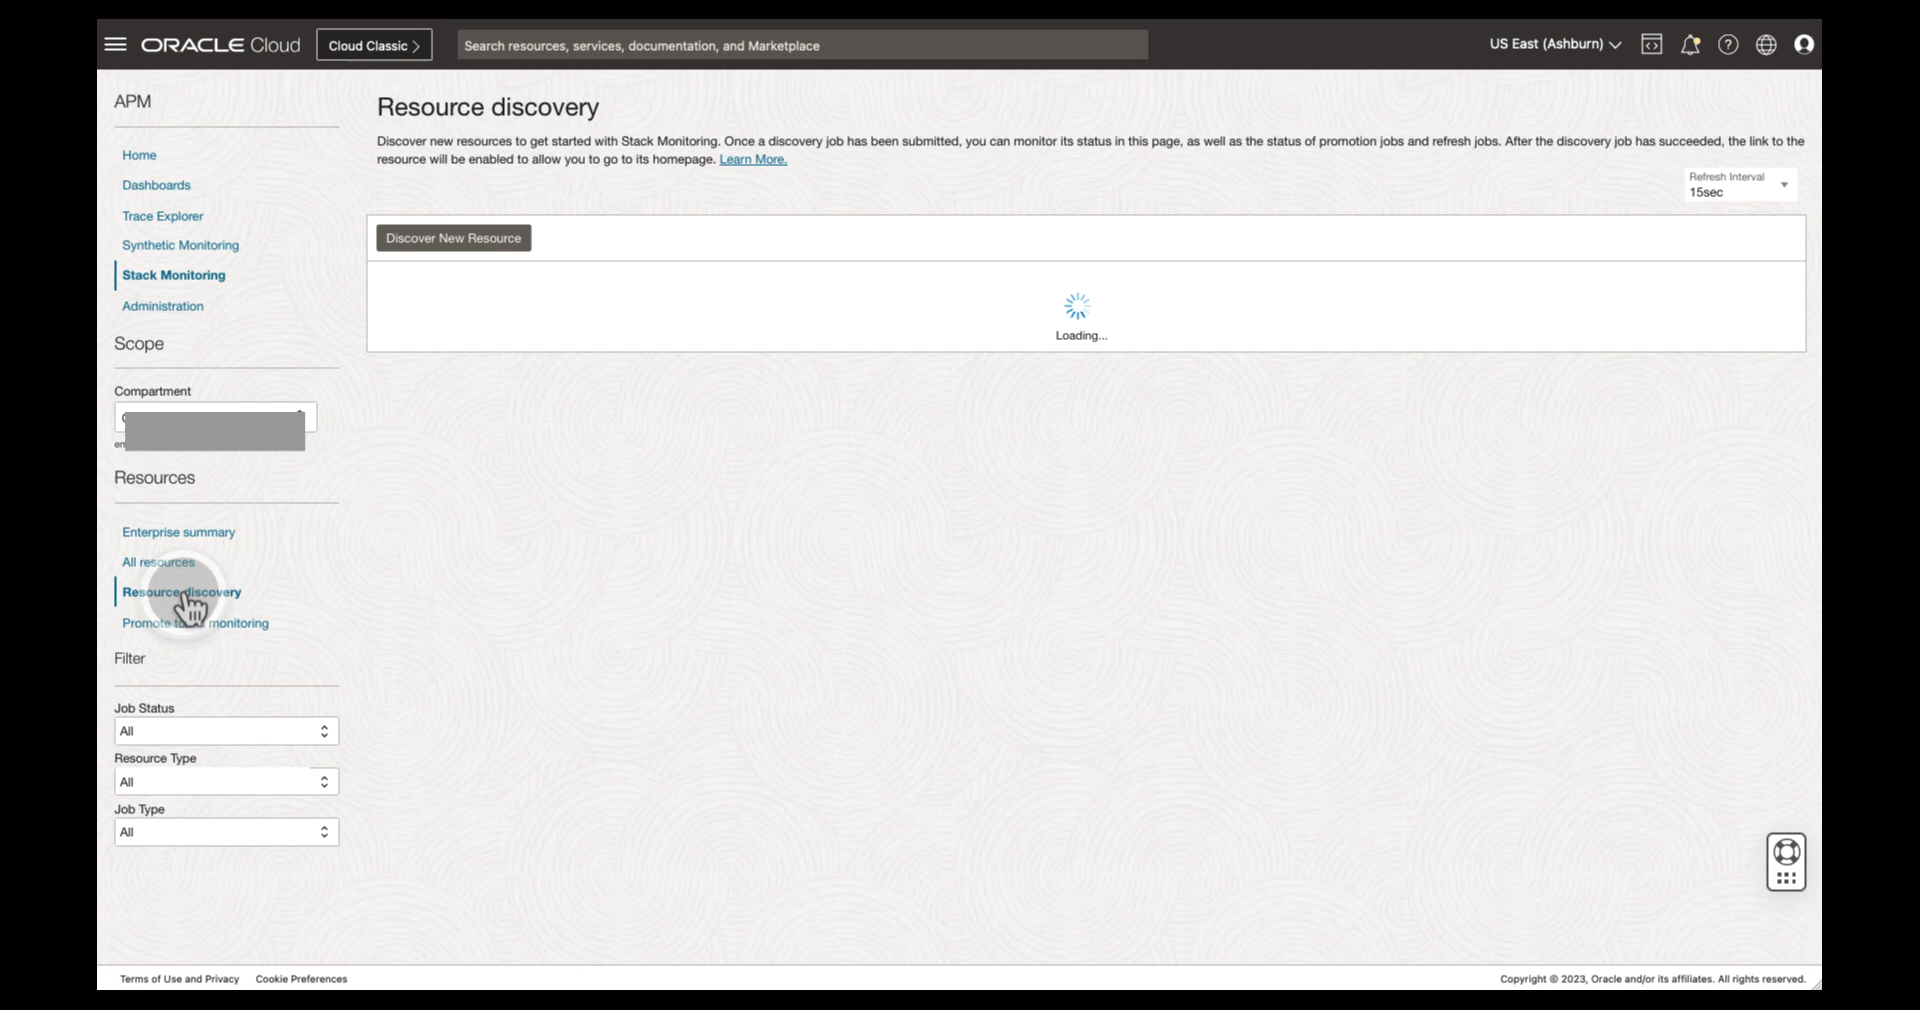 ORACLE Cloud
Cloud Classic
Search resources, services, documentation, and Marketplace
US East (Ashburn)
APM
Home
Dashboards
Trace Explorer
Synthetic Monitoring
Stack Monitoring
Administration
Scope
Compartment
Resources
Enterprise summary
All resources
Resource discovery
Promote monitoring
Filter
Job Status
All
Resource Type
All
Job Type
All
Resource discovery
Discover new resources to get started with Stack Monitoring. Once a discovery job has been submitted, you can monitor its status in this page, as well as the status of promotion jobs and refresh jobs. After the discovery job has succeeded, the link to the
resource will be enabled to allow you to go to its homepage. Learn More.
Refresh Interval
15sec
Discover New Resource
Loading...
Terms of Use and Privacy
Cookie Preferences
Copyright © 2023, Oracle and/or its affiliates. All rights reserved.